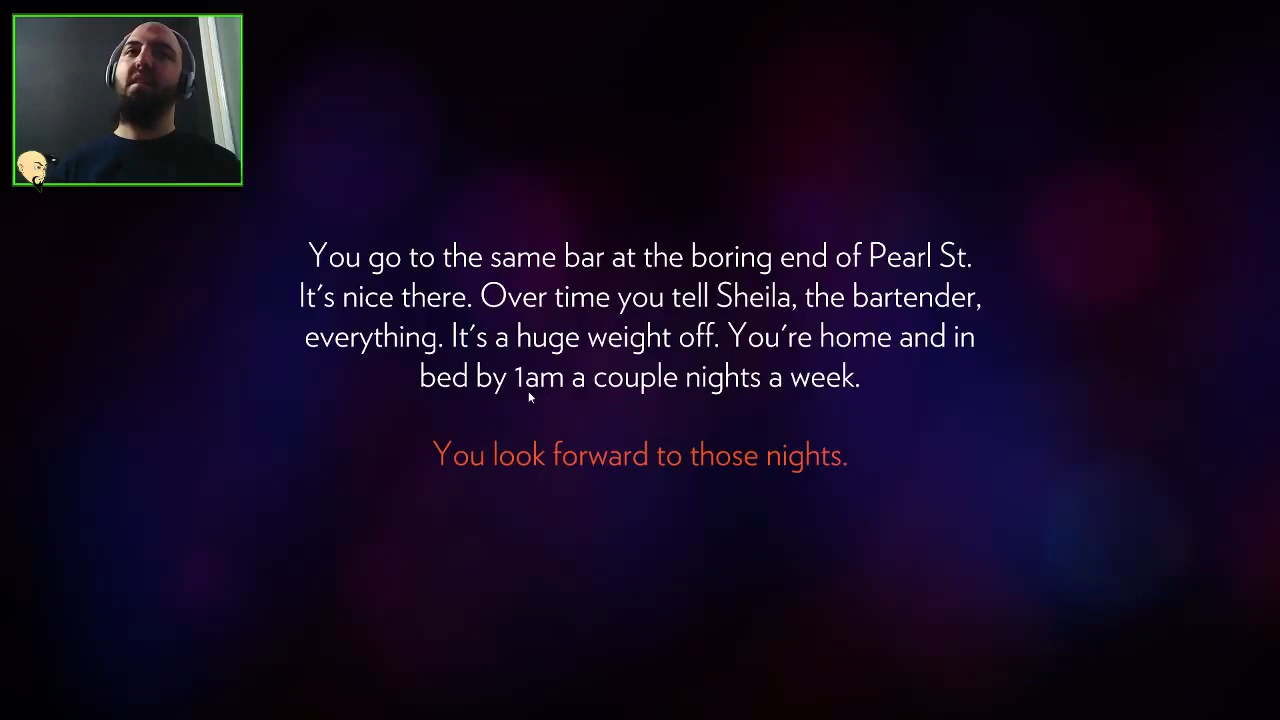 You go to the same bar at the boring end of Pearl St.
It's nice there. Over time you tell Sheila, the bartender,
everything. It's a huge weight off. You're home and in
bed by 1am a couple nights a week.
You look forward to those nights.